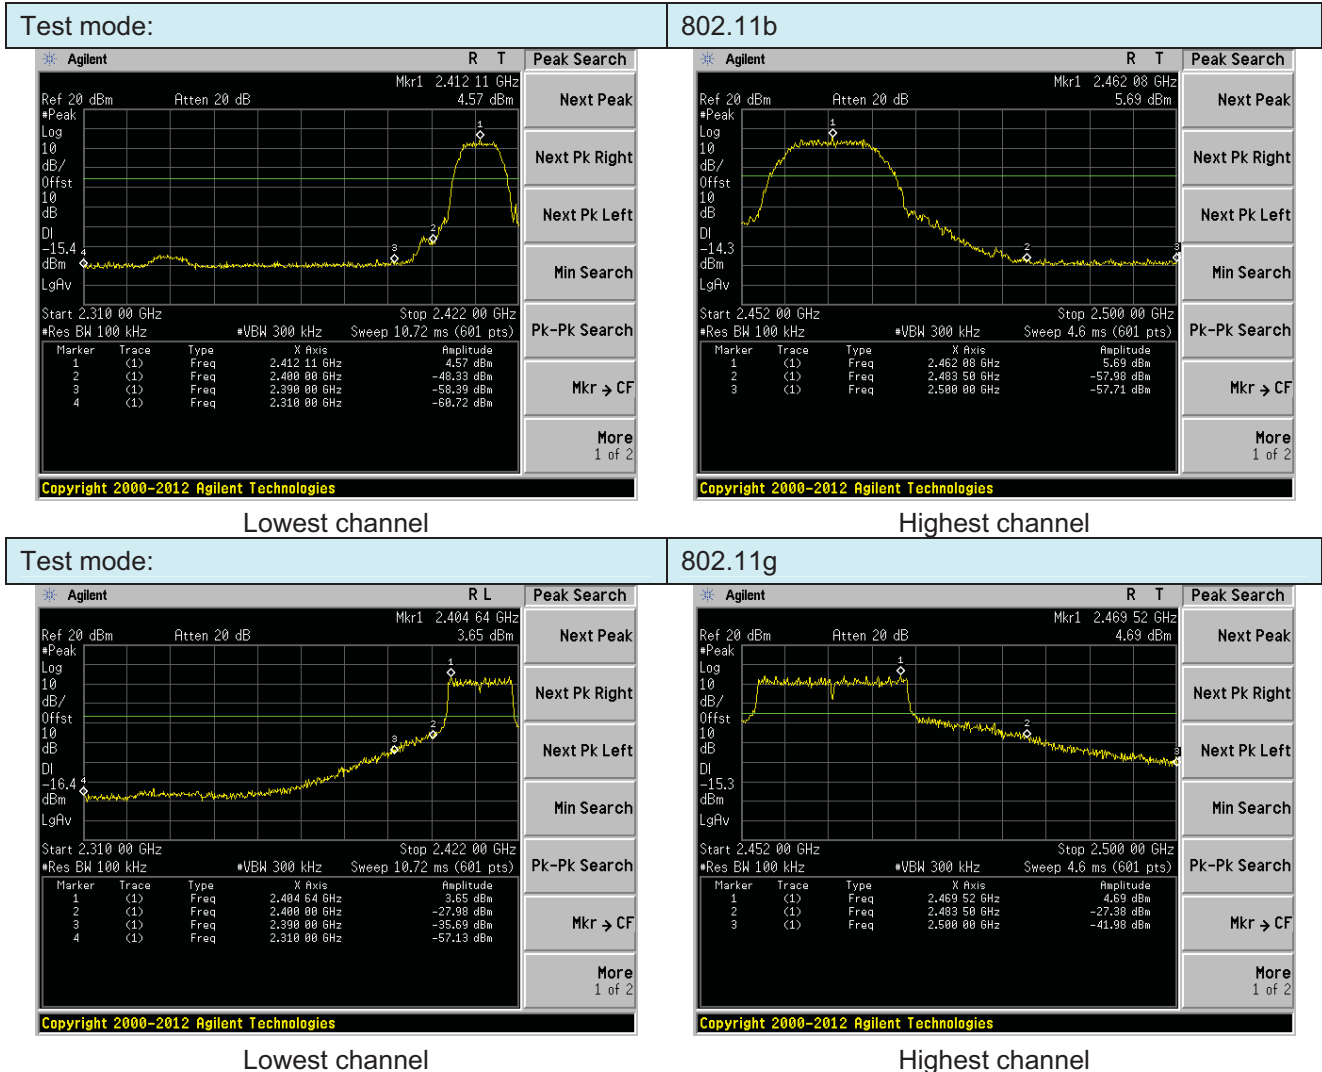 Test mode: 802.11b
Agilent R T Peak Search
Mkr1 2.412 11 GHz
Ref 20 dBm Atten 20 dB 4.57 dBm
#Peak
Log
10
dB/
Offst
10
dB
DI
-15.4
dBm
LgAv
1
2
3
4
Start 2.310 00 GHz Stop 2.422 00 GHz
#Res BW 100 kHz #VBW 300 kHz Sweep 10.72 ms (601 pts)
Marker Trace Type X Axis Amplitude
1 (1) Freq 2.412 11 GHz 4.57 dBm
2 (1) Freq 2.400 00 GHz -48.33 dBm
3 (1) Freq 2.390 00 GHz -58.39 dBm
4 (1) Freq 2.310 00 GHz -60.72 dBm
Next Peak
Next Pk Right
Next Pk Left
Min Search
Pk-Pk Search
Mkr → CF
More
1 of 2
Copyright 2000-2012 Agilent Technologies
Lowest channel
Agilent R T Peak Search
Mkr1 2.462 08 GHz
Ref 20 dBm Atten 20 dB 5.69 dBm
#Peak
Log
10
dB/
Offst
10
dB
DI
-14.3
dBm
LgAv
1
2
3
Start 2.452 00 GHz Stop 2.500 00 GHz
#Res BW 100 kHz #VBW 300 kHz Sweep 4.6 ms (601 pts)
Marker Trace Type X Axis Amplitude
1 (1) Freq 2.462 08 GHz 5.69 dBm
2 (1) Freq 2.483 50 GHz -57.98 dBm
3 (1) Freq 2.500 00 GHz -57.71 dBm
Next Peak
Next Pk Right
Next Pk Left
Min Search
Pk-Pk Search
Mkr → CF
More
1 of 2
Copyright 2000-2012 Agilent Technologies
Highest channel
Test mode: 802.11g
Agilent R L Peak Search
Mkr1 2.404 64 GHz
Ref 20 dBm Atten 20 dB 3.65 dBm
#Peak
Log
10
dB/
Offst
10
dB
DI
-16.4
dBm
LgAv
1
2
3
4
Start 2.310 00 GHz Stop 2.422 00 GHz
#Res BW 100 kHz #VBW 300 kHz Sweep 10.72 ms (601 pts)
Marker Trace Type X Axis Amplitude
1 (1) Freq 2.404 64 GHz 3.65 dBm
2 (1) Freq 2.400 00 GHz -27.98 dBm
3 (1) Freq 2.390 00 GHz -35.69 dBm
4 (1) Freq 2.310 00 GHz -57.13 dBm
Next Peak
Next Pk Right
Next Pk Left
Min Search
Pk-Pk Search
Mkr → CF
More
1 of 2
Copyright 2000-2012 Agilent Technologies
Lowest channel
Agilent R T Peak Search
Mkr1 2.469 52 GHz
Ref 20 dBm Atten 20 dB 4.69 dBm
#Peak
Log
10
dB/
Offst
10
dB
DI
-15.3
dBm
LgAv
1
2
3
Start 2.452 00 GHz Stop 2.500 00 GHz
#Res BW 100 kHz #VBW 300 kHz Sweep 4.6 ms (601 pts)
Marker Trace Type X Axis Amplitude
1 (1) Freq 2.469 52 GHz 4.69 dBm
2 (1) Freq 2.483 50 GHz -27.38 dBm
3 (1) Freq 2.500 00 GHz -41.98 dBm
Next Peak
Next Pk Right
Next Pk Left
Min Search
Pk-Pk Search
Mkr → CF
More
1 of 2
Copyright 2000-2012 Agilent Technologies
Highest channel